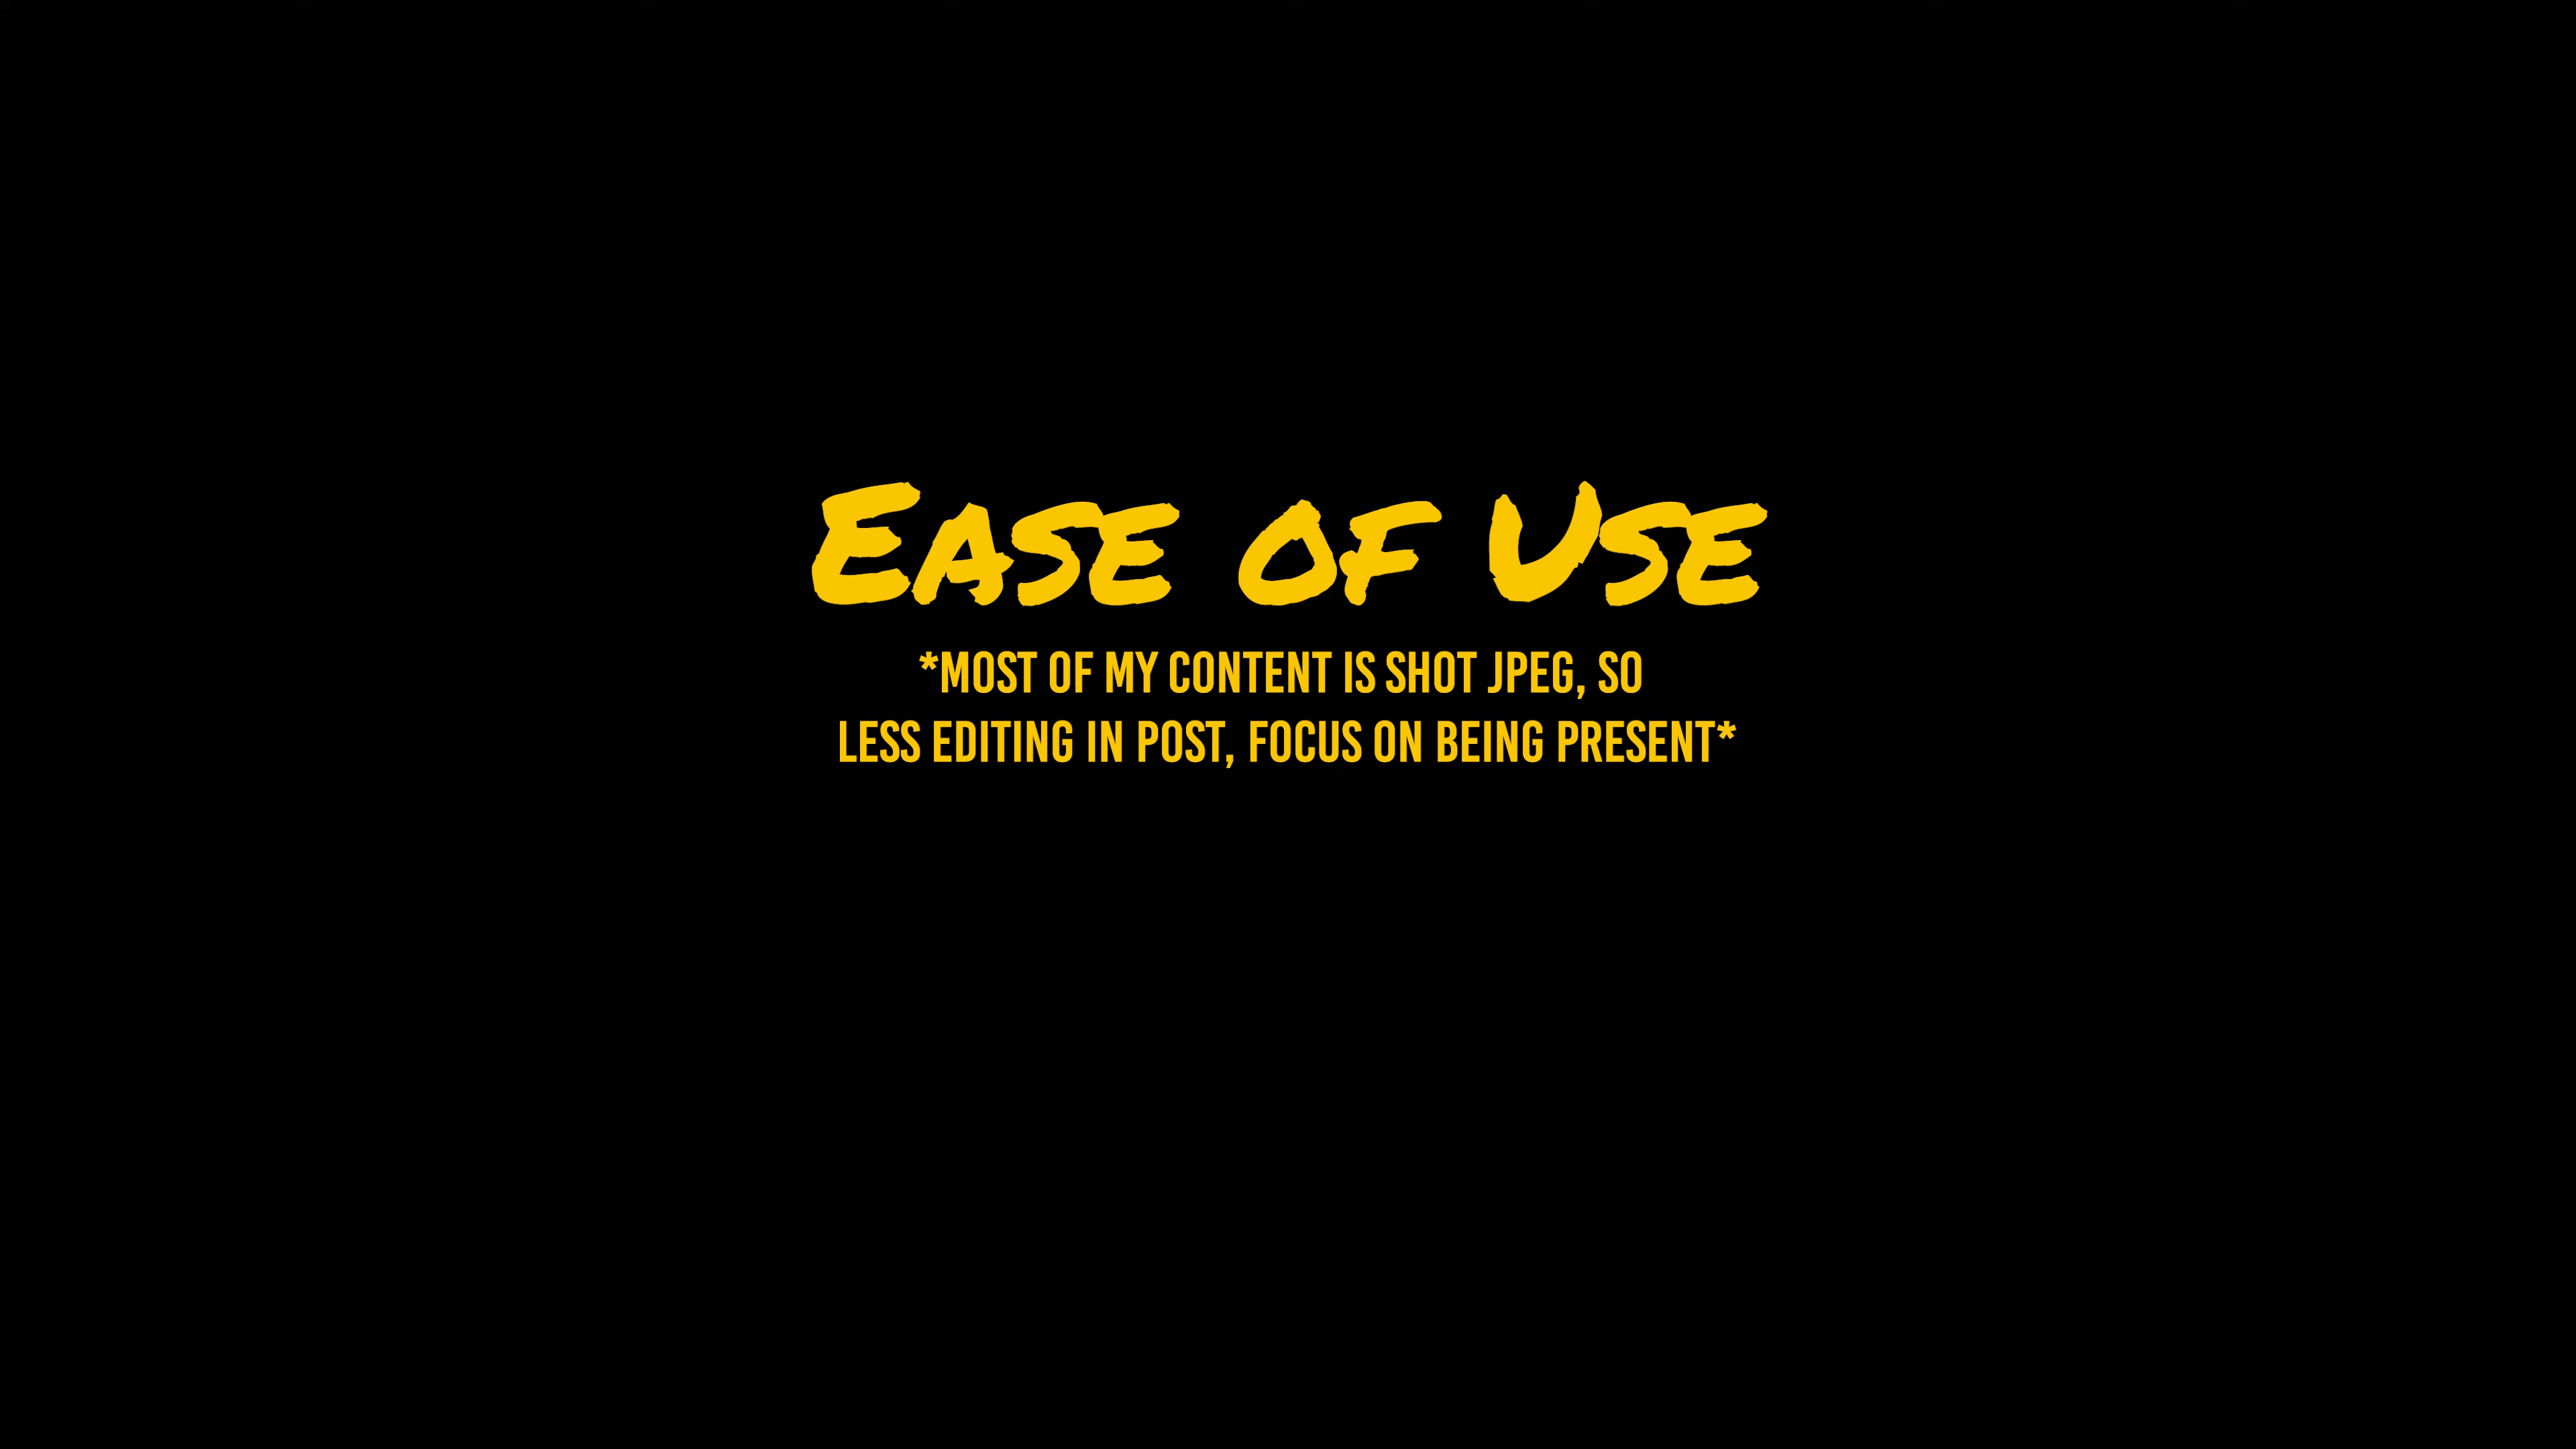 Ease of Use
*MOST OF MY CONTENT IS SHOT JPEG, SO
LESS EDITING IN POST, FOCUS ON BEING PRESENT*